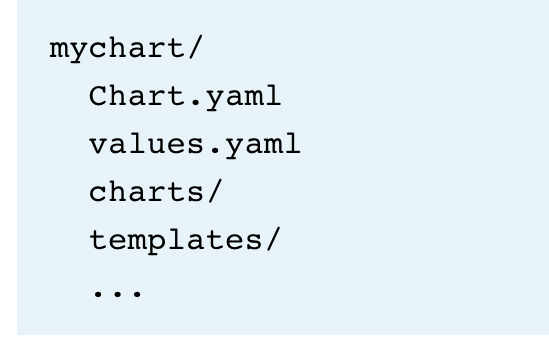 mychart/
  Chart.yaml
  values.yaml
  charts/
  templates/
  ...